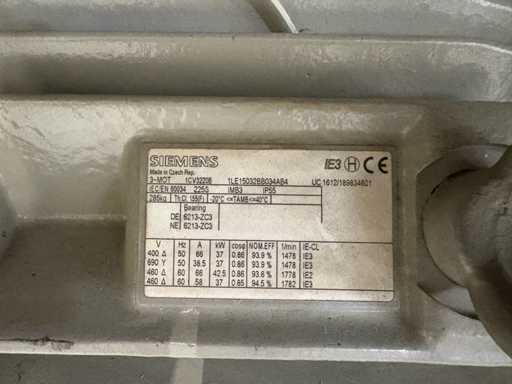 SIEMENS IE3 H CE
Made in Czech Rep.
3~MOT 1CV3220B 1LE15032BB034AB4 UC 1612/189834601
IEC/EN 60034 225S IMB3 IP55
285kg Th.Cl. 155(F) -20°C <=TAMB<=40°C
DE 6213-ZC3
NE 6213-ZC3
V Hz A kW cosφ NOM.EFF 1/min IE-CL
400 Δ 50 66 37 0.86 93.9 % 1478 IE3
690 Y 50 38.5 37 0.86 93.9 % 1478 IE3
460 Δ 60 66 42.5 0.86 93.6 % 1778 IE2
460 Δ 60 58 37 0.85 94.5 % 1782 IE3